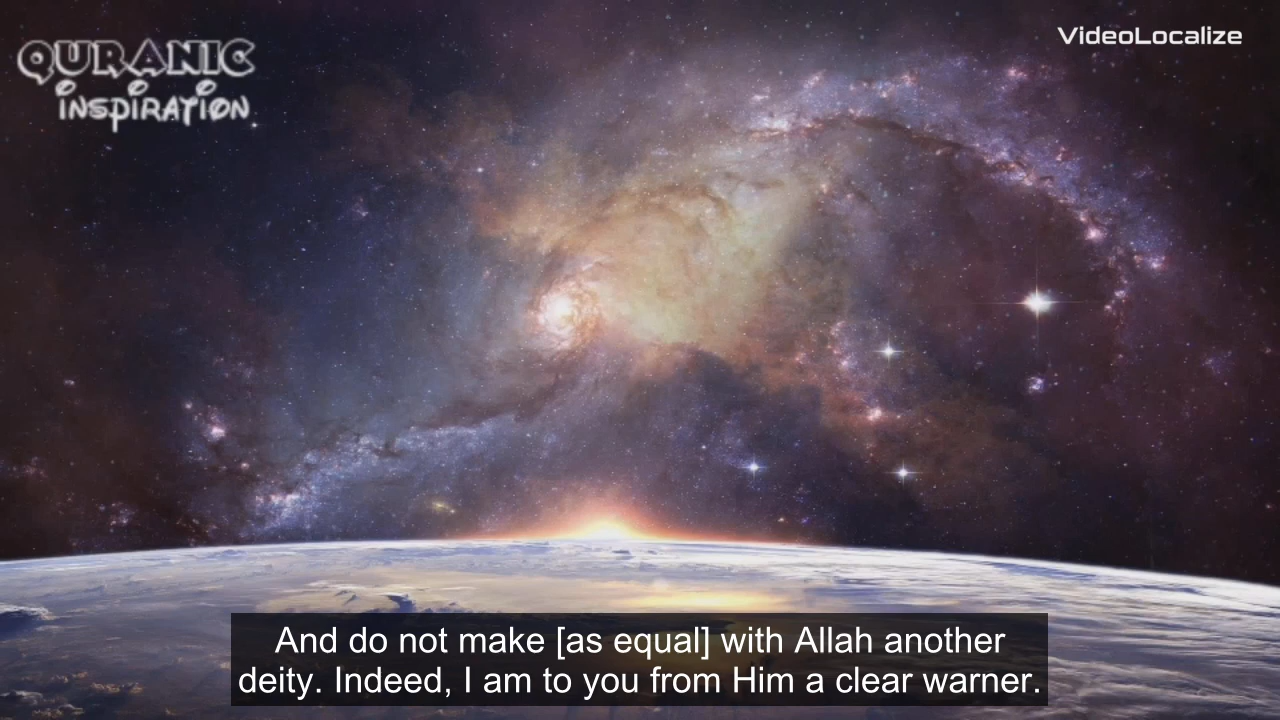 QURANIC
INSPIRATION
VideoLocalize
And do not make [as equal] with Allah another
deity. Indeed, I am to you from Him a clear warner.